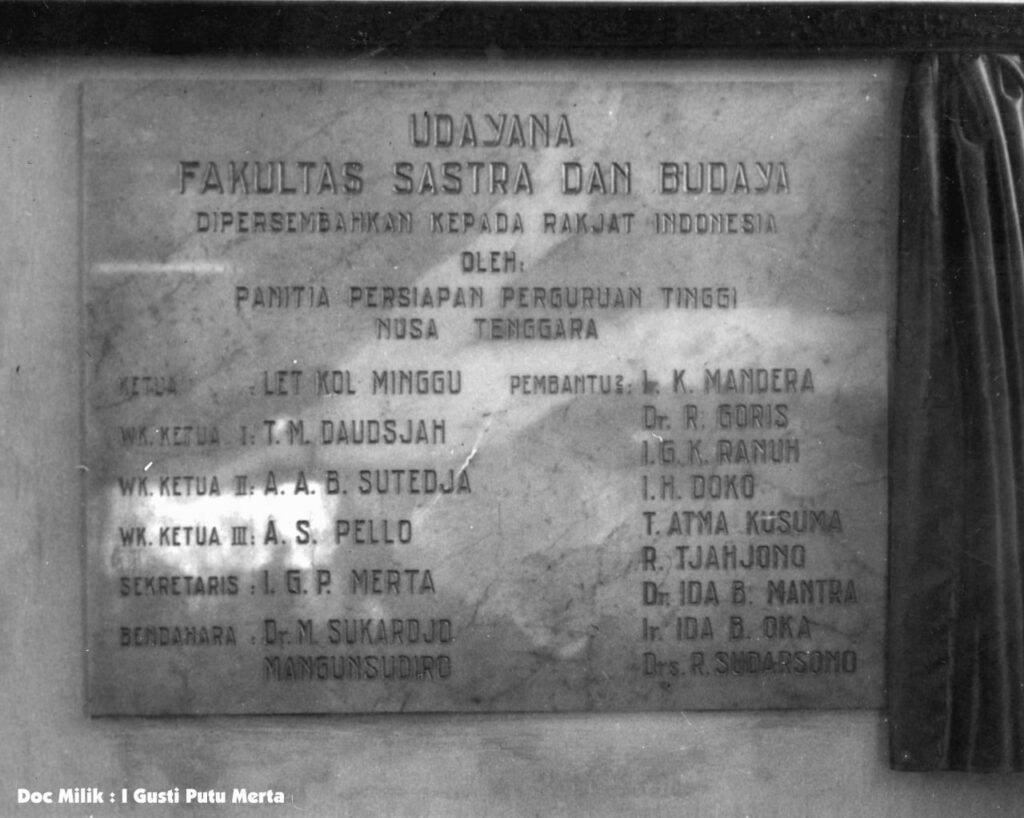 UDAYANA
FAKULTAS SASTRA DAN BUDAYA
DIPERSEMBAHKAN KEPADA RAKJAT INDONESIA
OLEH:
PANITIA PERSIAPAN PERGURUAN TINGGI
NUSA TENGGARA
KETUA : LET KOL MINGGU
WK. KETUA I: T. M. DAUDSJAH
WK. KETUA II: A. A. B. SUTEDJA
WK. KETUA III: A. S. PELLO
SEKRETARIS : I. G. P. MERTA
BENDAHARA : Dr. M. SUKARDJO
MANGUNSUDIRO
PEMBANTU2: Ir. K. MANDERA
Dr. R. GORIS
I. G. K. RANUH
I. H. DOKO
T. ATMA KUSUMA
R. TJAHJONO
Dr. IDA B. MANTRA
Ir. IDA B. OKA
Drs. R. SUDARSONO
Doc Milik : I Gusti Putu Merta